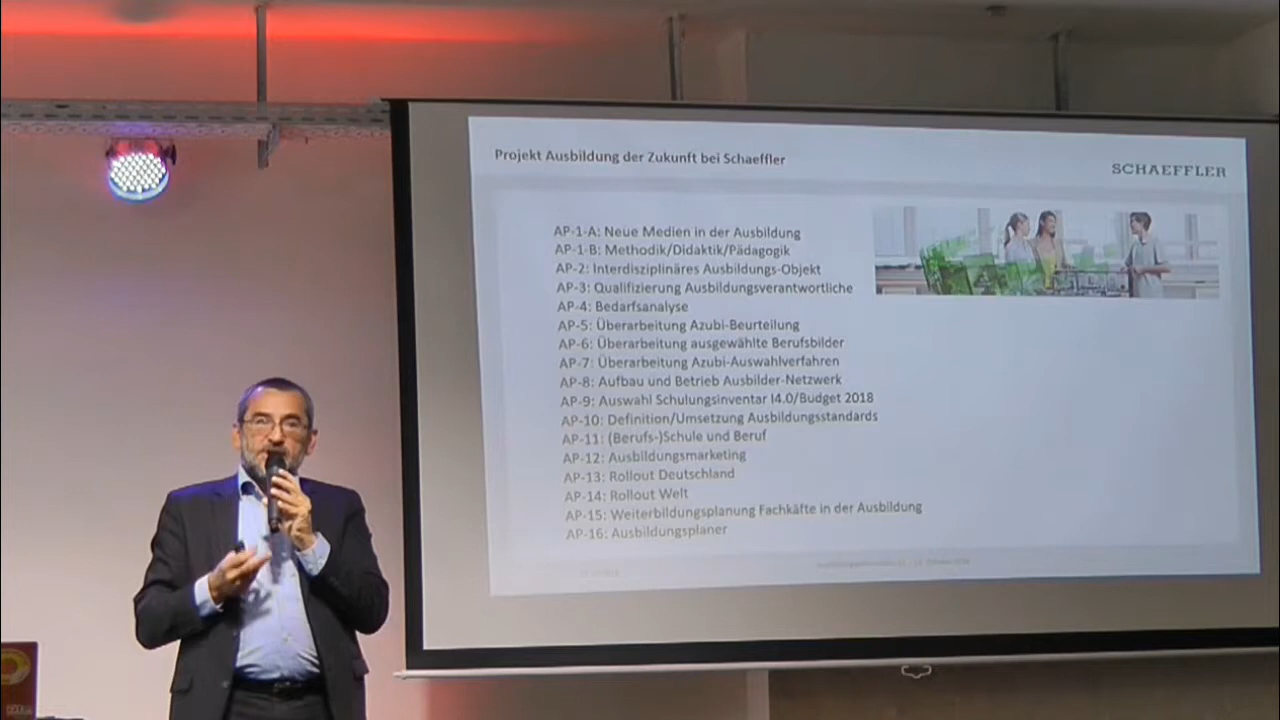 Projekt Ausbildung der Zukunft bei Schaeffler
SCHAEFFLER
AP-1-A: Neue Medien in der Ausbildung
AP-1-B: Methodik/Didaktik/Pädagogik
AP-2: Interdisziplinäres Ausbildungs-Objekt
AP-3: Qualifizierung Ausbildungsverantwortliche
AP-4: Bedarfsanalyse
AP-5: Überarbeitung Azubi-Beurteilung
AP-6: Überarbeitung ausgewählte Berufsbilder
AP-7: Überarbeitung Azubi-Auswahlverfahren
AP-8: Aufbau und Betrieb Ausbilder-Netzwerk
AP-9: Auswahl Schulungsinventar I4.0/Budget 2018
AP-10: Definition/Umsetzung Ausbildungsstandards
AP-11: (Berufs-)Schule und Beruf
AP-12: Ausbildungsmarketing
AP-13: Rollout Deutschland
AP-14: Rollout Welt
AP-15: Weiterbildungsplanung Fachkäfte in der Ausbildung
AP-16: Ausbildungsplaner